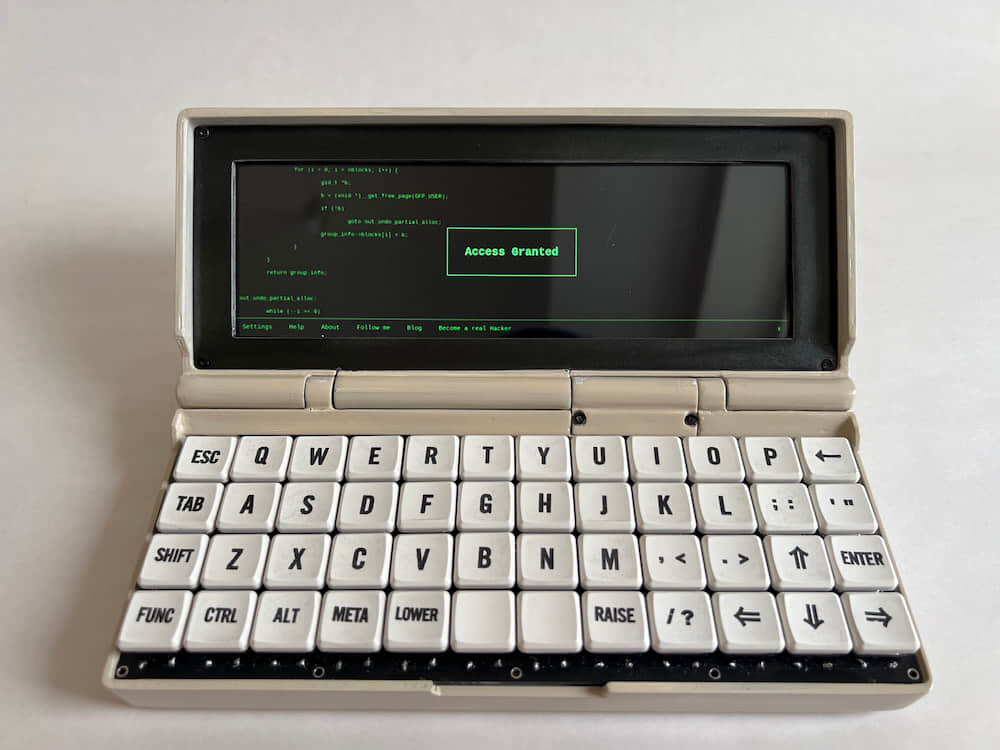 for (i = 0; i < nblocks; i++) {
gid_t *b;
b = (void *)__get_free_page(GFP_USER);
if (!b)
goto out_undo_partial_alloc;
group_info->blocks[i] = b;
}
}
return group_info;
out_undo_partial_alloc:
while (--i >= 0)
Access Granted
Settings Help About Follow me Blog Become a real Hacker x
ESC Q W E R T Y U I O P ←
TAB A S D F G H J K L ; : ' "
SHIFT Z X C V B N M , < . > ⇑ ENTER
FUNC CTRL ALT META LOWER RAISE / ? ⇐ ⇓ ⇒